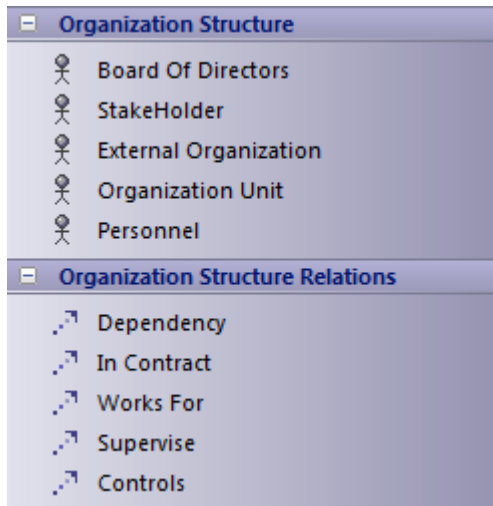 Organization Structure
Board Of Directors
StakeHolder
External Organization
Organization Unit
Personnel
Organization Structure Relations
Dependency
In Contract
Works For
Supervise
Controls